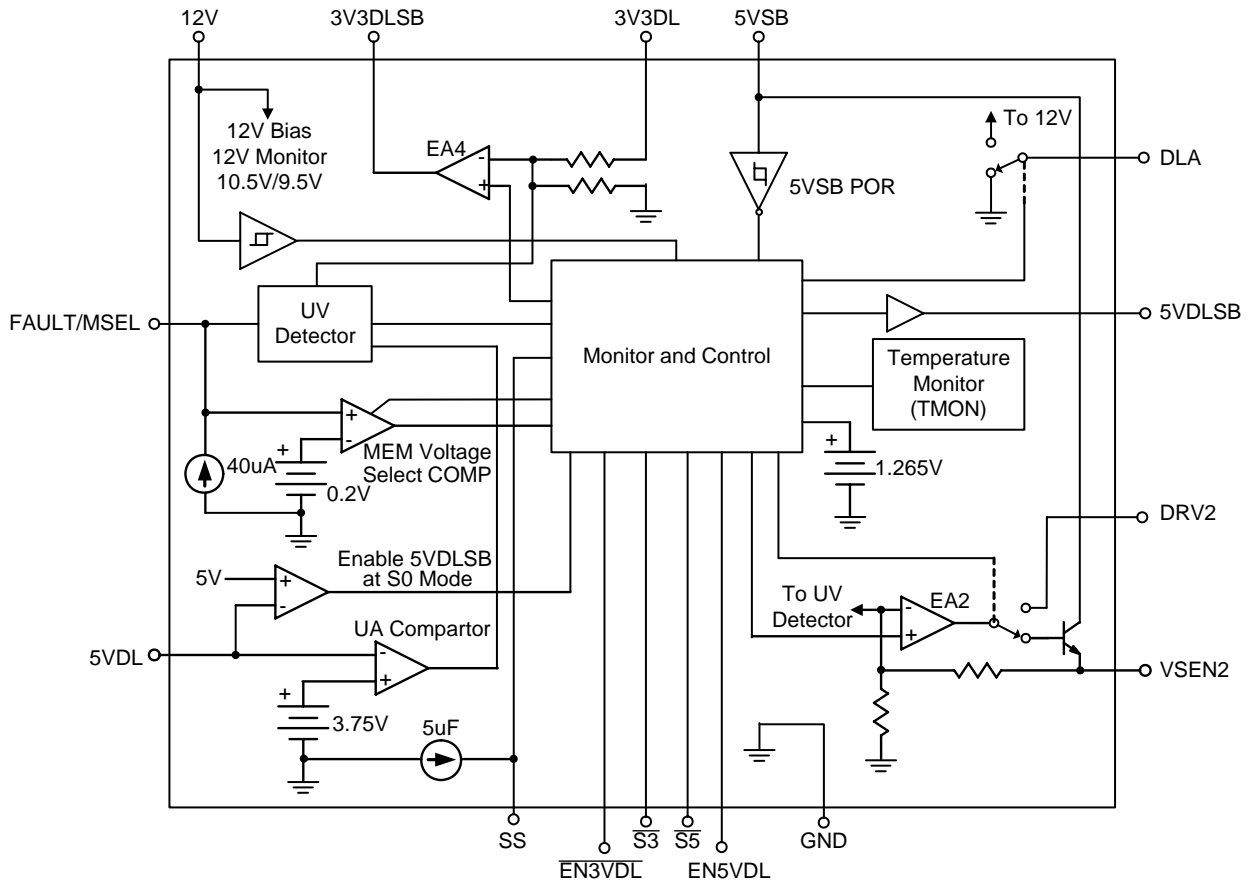 12V
3V3DLSB
3V3DL
5VSB
12V Bias
12V Monitor
10.5V/9.5V
EA4
-
+
5VSB POR
To 12V
DLA
FAULT/MSEL
UV
Detector
Monitor and Control
5VDLSB
Temperature
Monitor
(TMON)
40uA
+
-
MEM Voltage
Select COMP
+
0.2V
+
1.265V
DRV2
5V
+
-
Enable 5VDLSB
at S0 Mode
To UV
Detector
-
+
EA2
UA Compartor
5VDL
-
+
VSEN2
+
3.75V
5uF
SS
S3
S5
GND
EN3VDL
EN5VDL